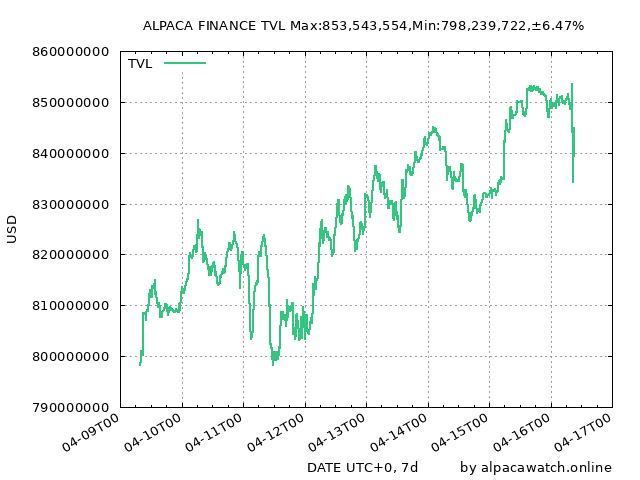 ALPACA FINANCE TVL Max:853,543,554,Min:798,239,722,±6.47%
TVL
860000000
850000000
840000000
830000000
820000000
810000000
800000000
790000000
USD
04-09T00
04-10T00
04-11T00
04-12T00
04-13T00
04-14T00
04-15T00
04-16T00
04-17T00
DATE UTC+0, 7d
by alpacawatch.online